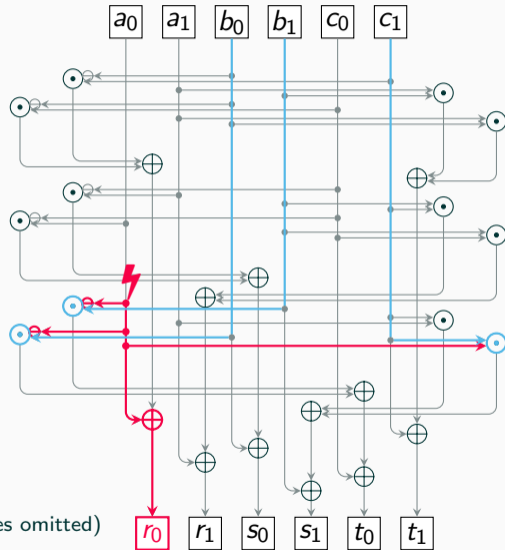 a₀ a₁ b₀ b₁ c₀ c₁
es omitted)
r₀ r₁ s₀ s₁ t₀ t₁